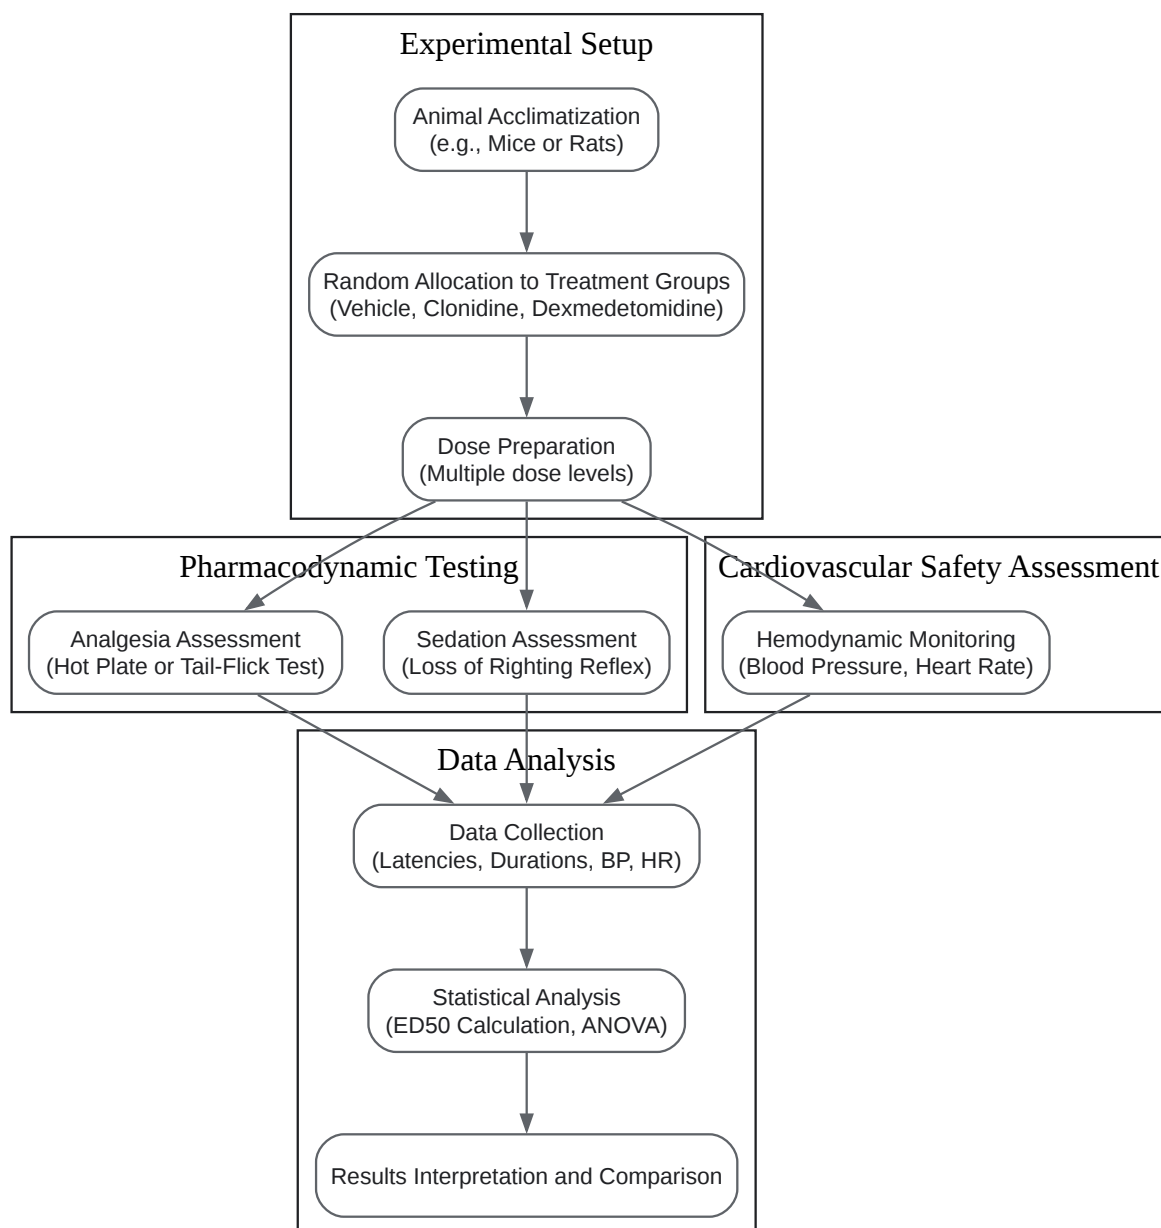 Experimental Setup
Animal Acclimatization
(e.g., Mice or Rats)
Random Allocation to Treatment Groups
(Vehicle, Clonidine, Dexmedetomidine)
Dose Preparation
(Multiple dose levels)
Pharmacodynamic Testing
Cardiovascular Safety Assessment
Analgesia Assessment
(Hot Plate or Tail-Flick Test)
Sedation Assessment
(Loss of Righting Reflex)
Hemodynamic Monitoring
(Blood Pressure, Heart Rate)
Data Analysis
Data Collection
(Latencies, Durations, BP, HR)
Statistical Analysis
(ED50 Calculation, ANOVA)
Results Interpretation and Comparison